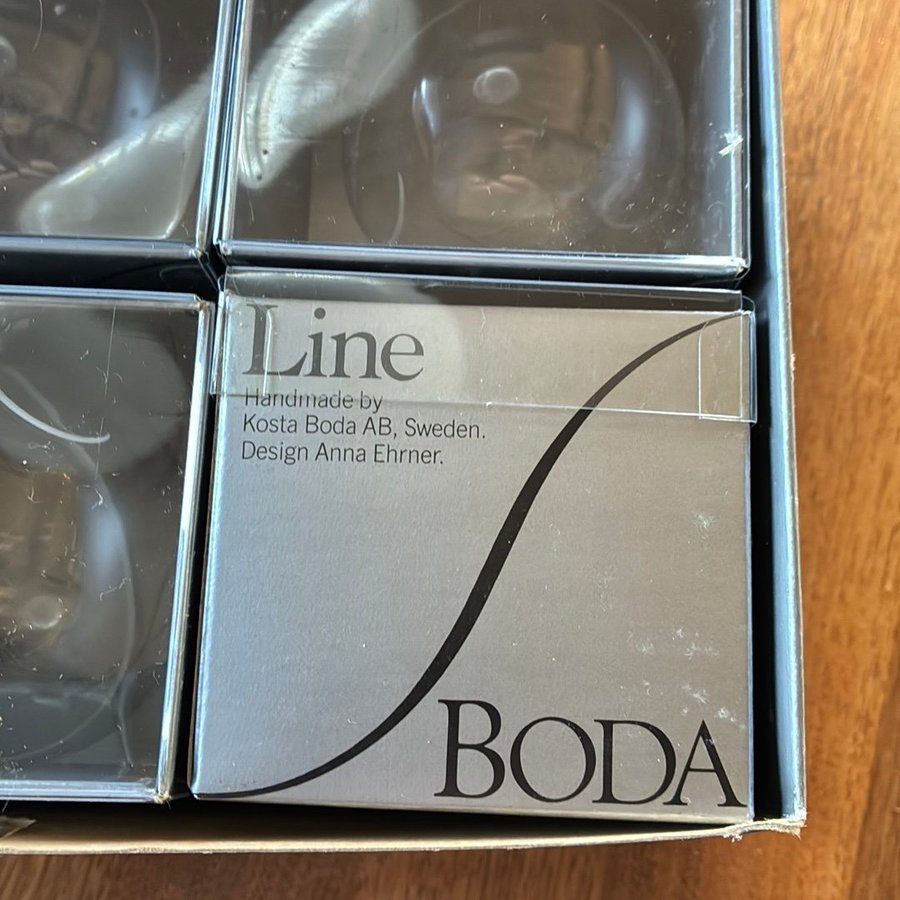 Line
Handmade by
Kosta Boda AB, Sweden.
Design Anna Ehrner.
BODA